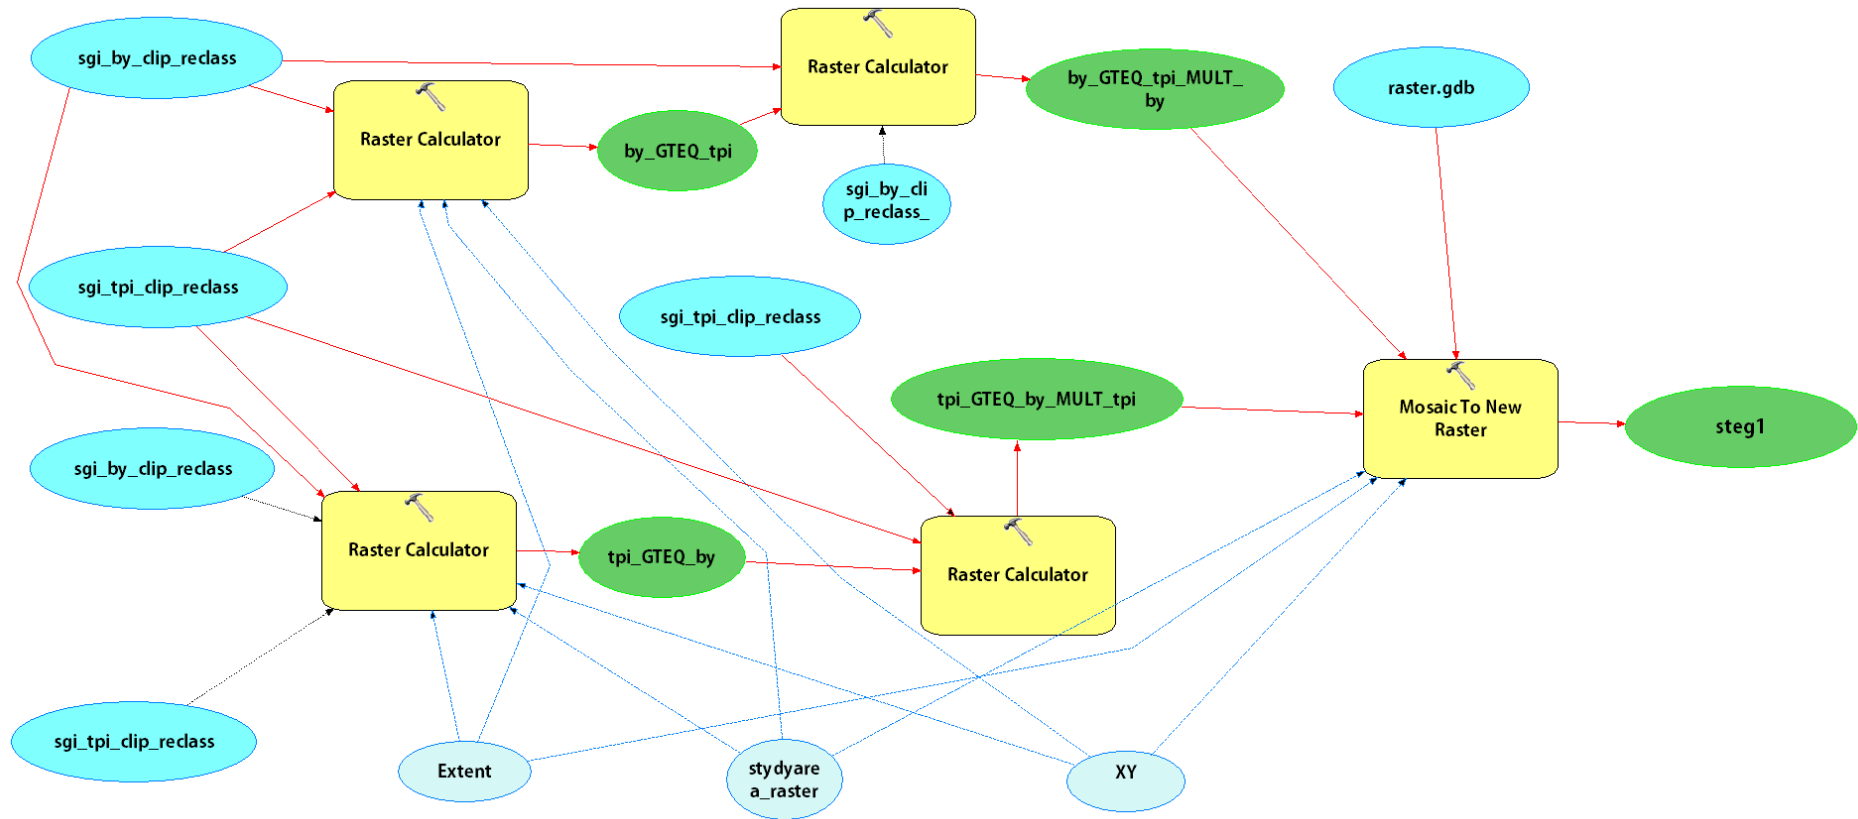 sgi_by_clip_reclass
Raster Calculator
by_GTEQ_tpi_MULT_
by
raster.gdb
Raster Calculator
by_GTEQ_tpi
sgi_by_cli
p_reclass_
sgi_tpi_clip_reclass
sgi_tpi_clip_reclass
tpi_GTEQ_by_MULT_tpi
Mosaic To New
Raster
steg1
sgi_by_clip_reclass
Raster Calculator
tpi_GTEQ_by
Raster Calculator
sgi_tpi_clip_reclass
Extent
stydyare
a_raster
XY